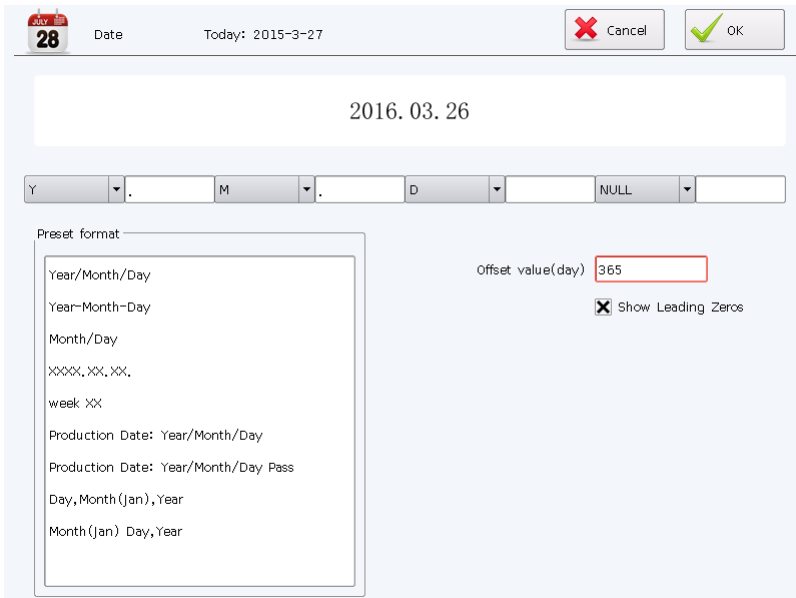 JULY
28
Date
Today: 2015-3-27
Cancel
OK
2016.03.26
Y
.
M
.
D
NULL
Preset format
Year/Month/Day
Year-Month-Day
Month/Day
XXXX.XX.XX.
week XX
Production Date: Year/Month/Day
Production Date: Year/Month/Day Pass
Day,Month(Jan),Year
Month(Jan) Day,Year
Offset value(day) 365
Show Leading Zeros